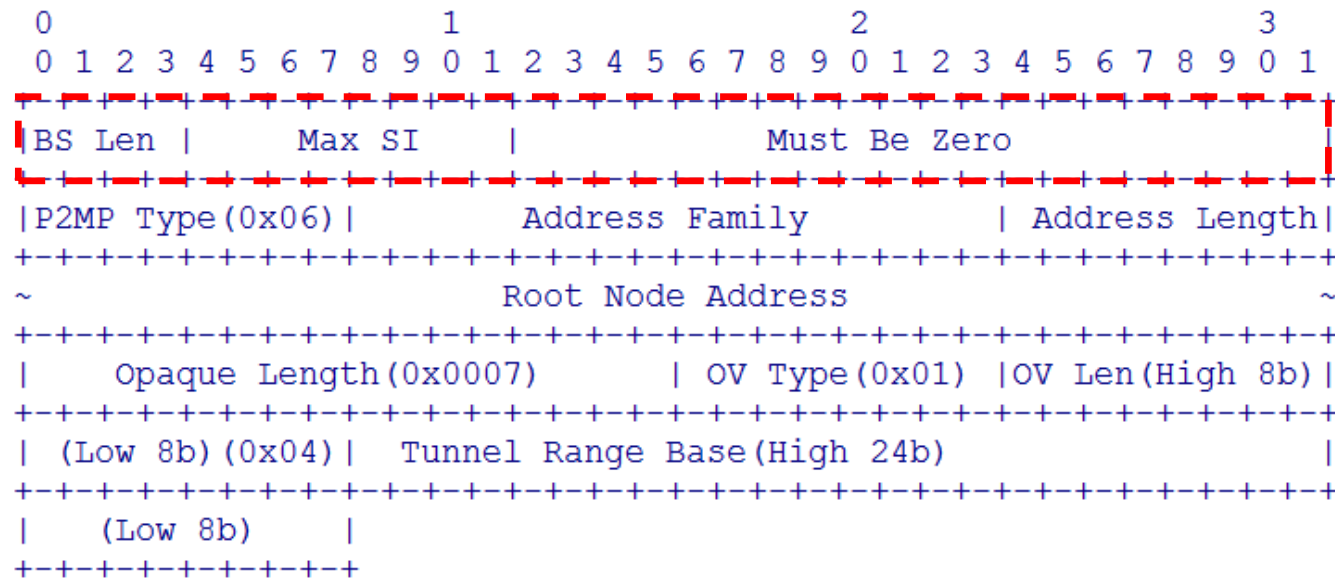 0                   1                   2                   3
 0 1 2 3 4 5 6 7 8 9 0 1 2 3 4 5 6 7 8 9 0 1 2 3 4 5 6 7 8 9 0 1
+-+-+-+-+-+-+-+-+-+-+-+-+-+-+-+-+-+-+-+-+-+-+-+-+-+-+-+-+-+-+-+-+
|BS Len |    Max SI    |            Must Be Zero               |
+-+-+-+-+-+-+-+-+-+-+-+-+-+-+-+-+-+-+-+-+-+-+-+-+-+-+-+-+-+-+-+-+
|P2MP Type(0x06)|        Address Family         | Address Length|
+-+-+-+-+-+-+-+-+-+-+-+-+-+-+-+-+-+-+-+-+-+-+-+-+-+-+-+-+-+-+-+-+
~                       Root Node Address                       ~
+-+-+-+-+-+-+-+-+-+-+-+-+-+-+-+-+-+-+-+-+-+-+-+-+-+-+-+-+-+-+-+-+
|    Opaque Length(0x0007)      | OV Type(0x01) |OV Len(High 8b)|
+-+-+-+-+-+-+-+-+-+-+-+-+-+-+-+-+-+-+-+-+-+-+-+-+-+-+-+-+-+-+-+-+
| (Low 8b)(0x04)|  Tunnel Range Base(High 24b)                  |
+-+-+-+-+-+-+-+-+-+-+-+-+-+-+-+-+-+-+-+-+-+-+-+-+-+-+-+-+-+-+-+-+
|   (Low 8b)    |
+-+-+-+-+-+-+-+-+